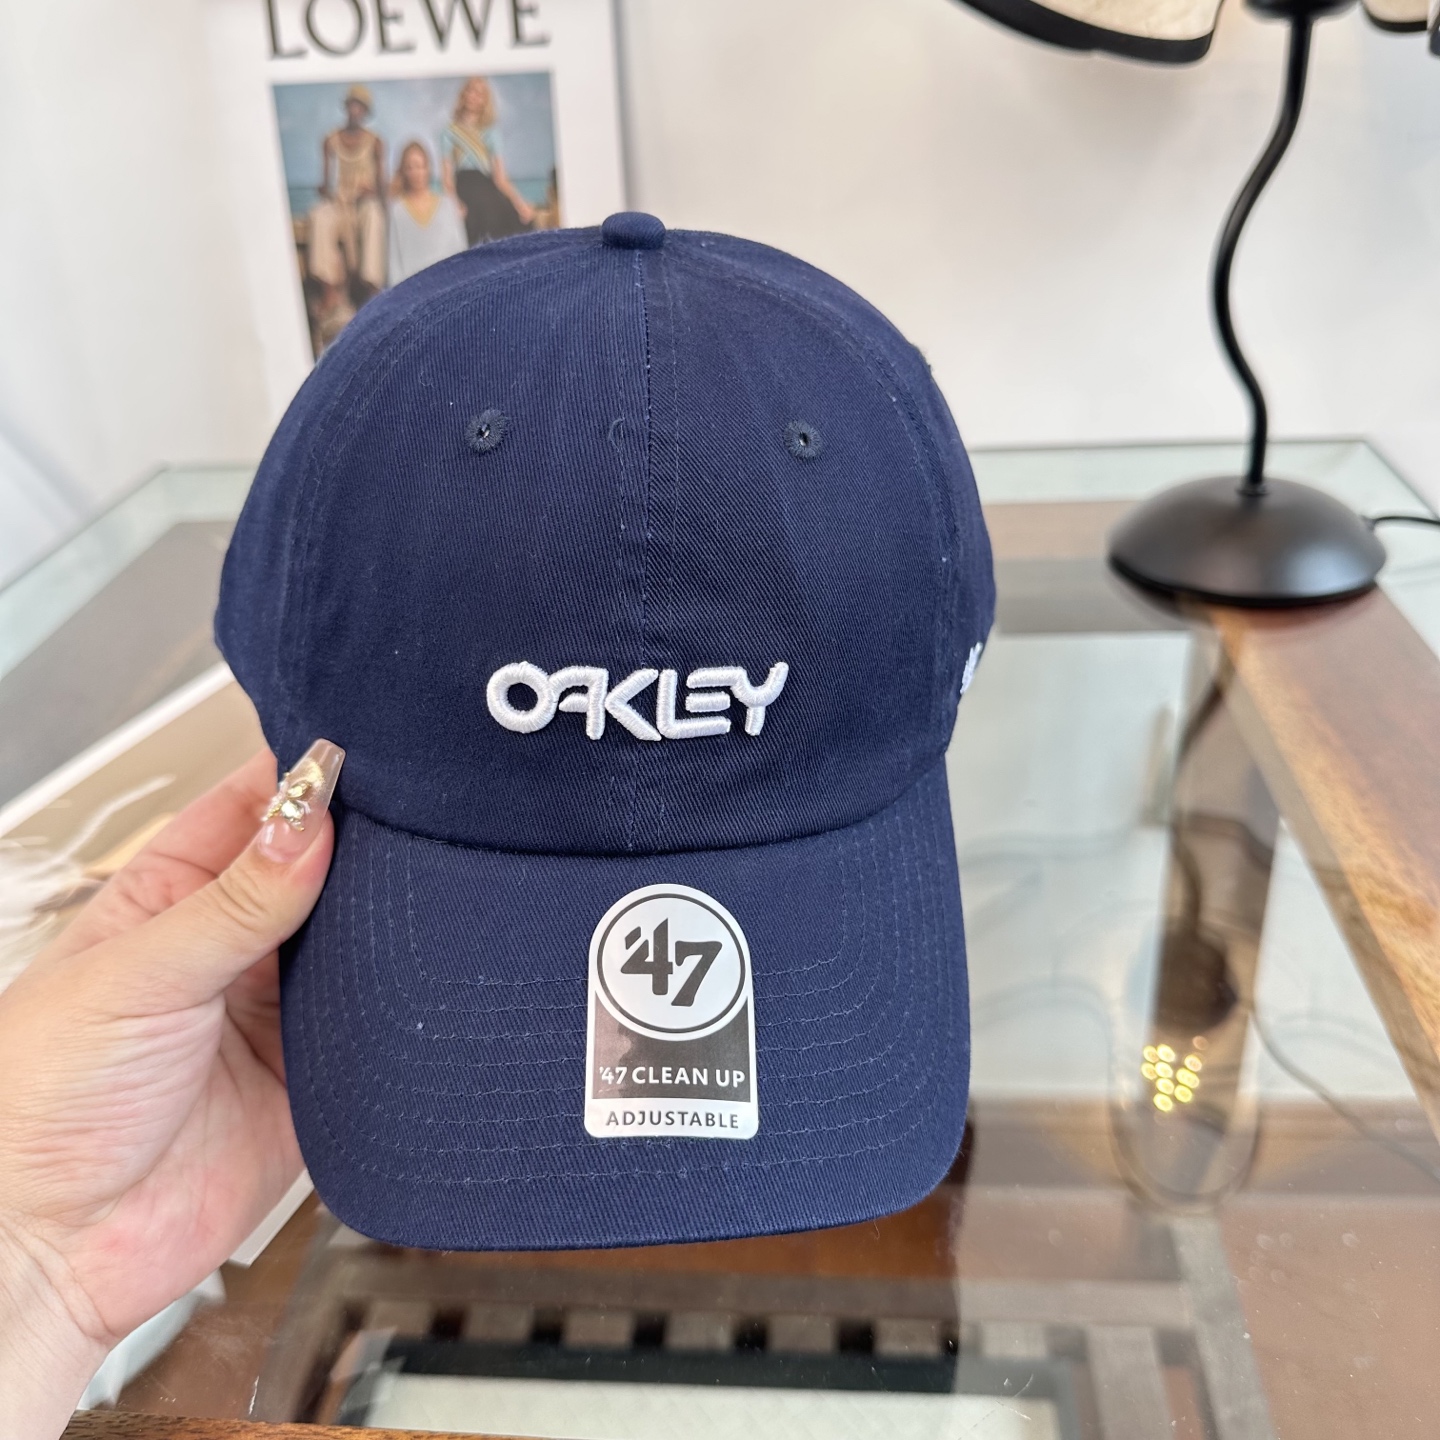 LOEWE
OAKLEY
'47
'47 CLEAN UP
ADJUSTABLE